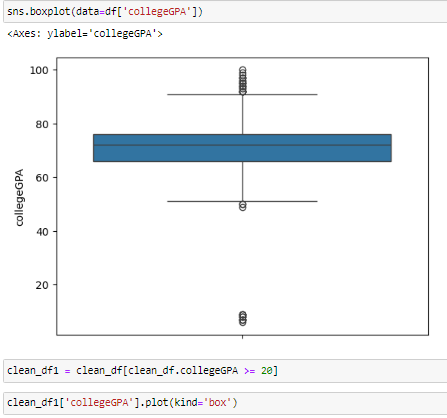 sns.boxplot(data=df['collegeGPA'])
<Axes: ylabel='collegeGPA'>
100
80
60
40
20
collegeGPA
clean_df1 = clean_df[clean_df.collegeGPA >= 20]
clean_df1['collegeGPA'].plot(kind='box')